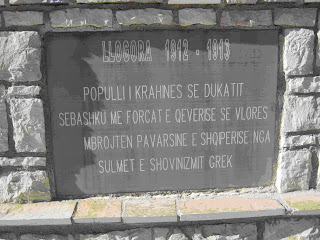 LLOGORA 1912 - 1913
POPULLI I KRAHNES SE DUKATIT
SEBASHKU ME FORCAT E QEVERISE SE VLORES
MBROJTEN PAVARSINE E SHQIPERISE NGA
SULMET E SHOVINIZMIT GREK